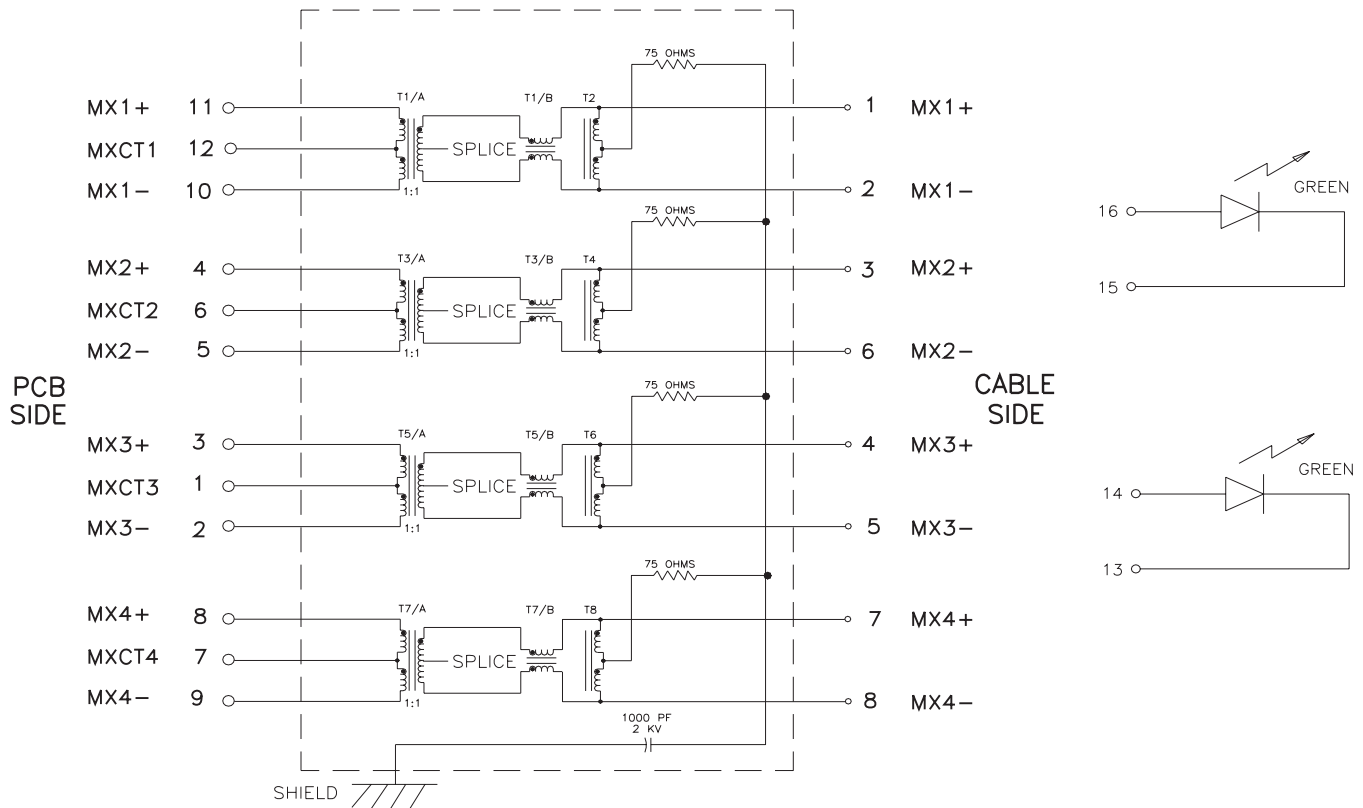 75 OHMS
MX1+ 11 T1/A T1/B T2 1 MX1+
MXCT1 12 SPLICE
MX1- 10 1:1 2 MX1-
GREEN
16
15
75 OHMS
MX2+ 4 T3/A T3/B T4 3 MX2+
MXCT2 6 SPLICE
MX2- 5 1:1 6 MX2-
PCB
SIDE
CABLE
SIDE
75 OHMS
MX3+ 3 T5/A T5/B T6 4 MX3+
MXCT3 1 SPLICE
MX3- 2 1:1 5 MX3-
GREEN
14
13
75 OHMS
MX4+ 8 T7/A T7/B T8 7 MX4+
MXCT4 7 SPLICE
MX4- 9 1:1 8 MX4-
1000 PF
2 KV
SHIELD